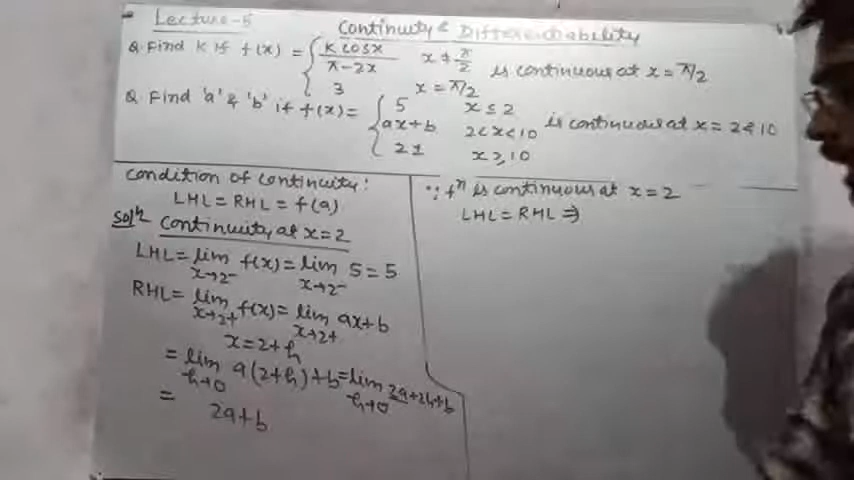 Lecture-5
Continuity & Differentiability
Q Find K if f(x) = { K cosx / π-2x x ≠ π/2 is continuous at x = π/2
3 x = π/2
Q Find 'a' & 'b' if f(x) = { 5 x ≤ 2
ax+b 2<x<10 is continuous at x = 2 & 10
21 x ≥ 10
Condition of Continuity:
LHL = RHL = f(a)
Solⁿ Continuity at x=2
LHL = lim x→2⁻ f(x) = lim x→2⁻ 5 = 5
RHL = lim x→2+ f(x) = lim x→2+ ax+b
x = 2+h
= lim h→0 a(2+h)+b = lim h→0 2a+2h+b
= 2a+b
∵ fⁿ is continuous at x = 2
LHL = RHL ⇒